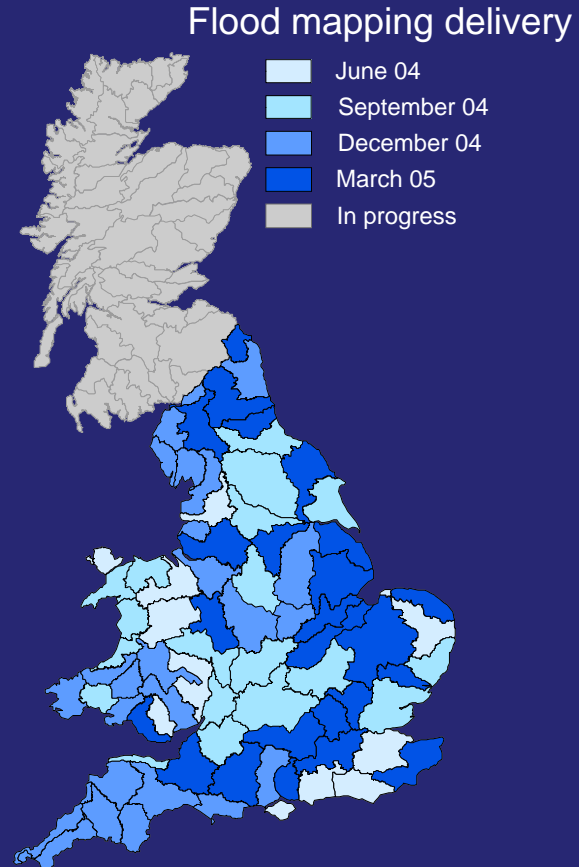 Flood mapping delivery
June 04
September 04
December 04
March 05
In progress